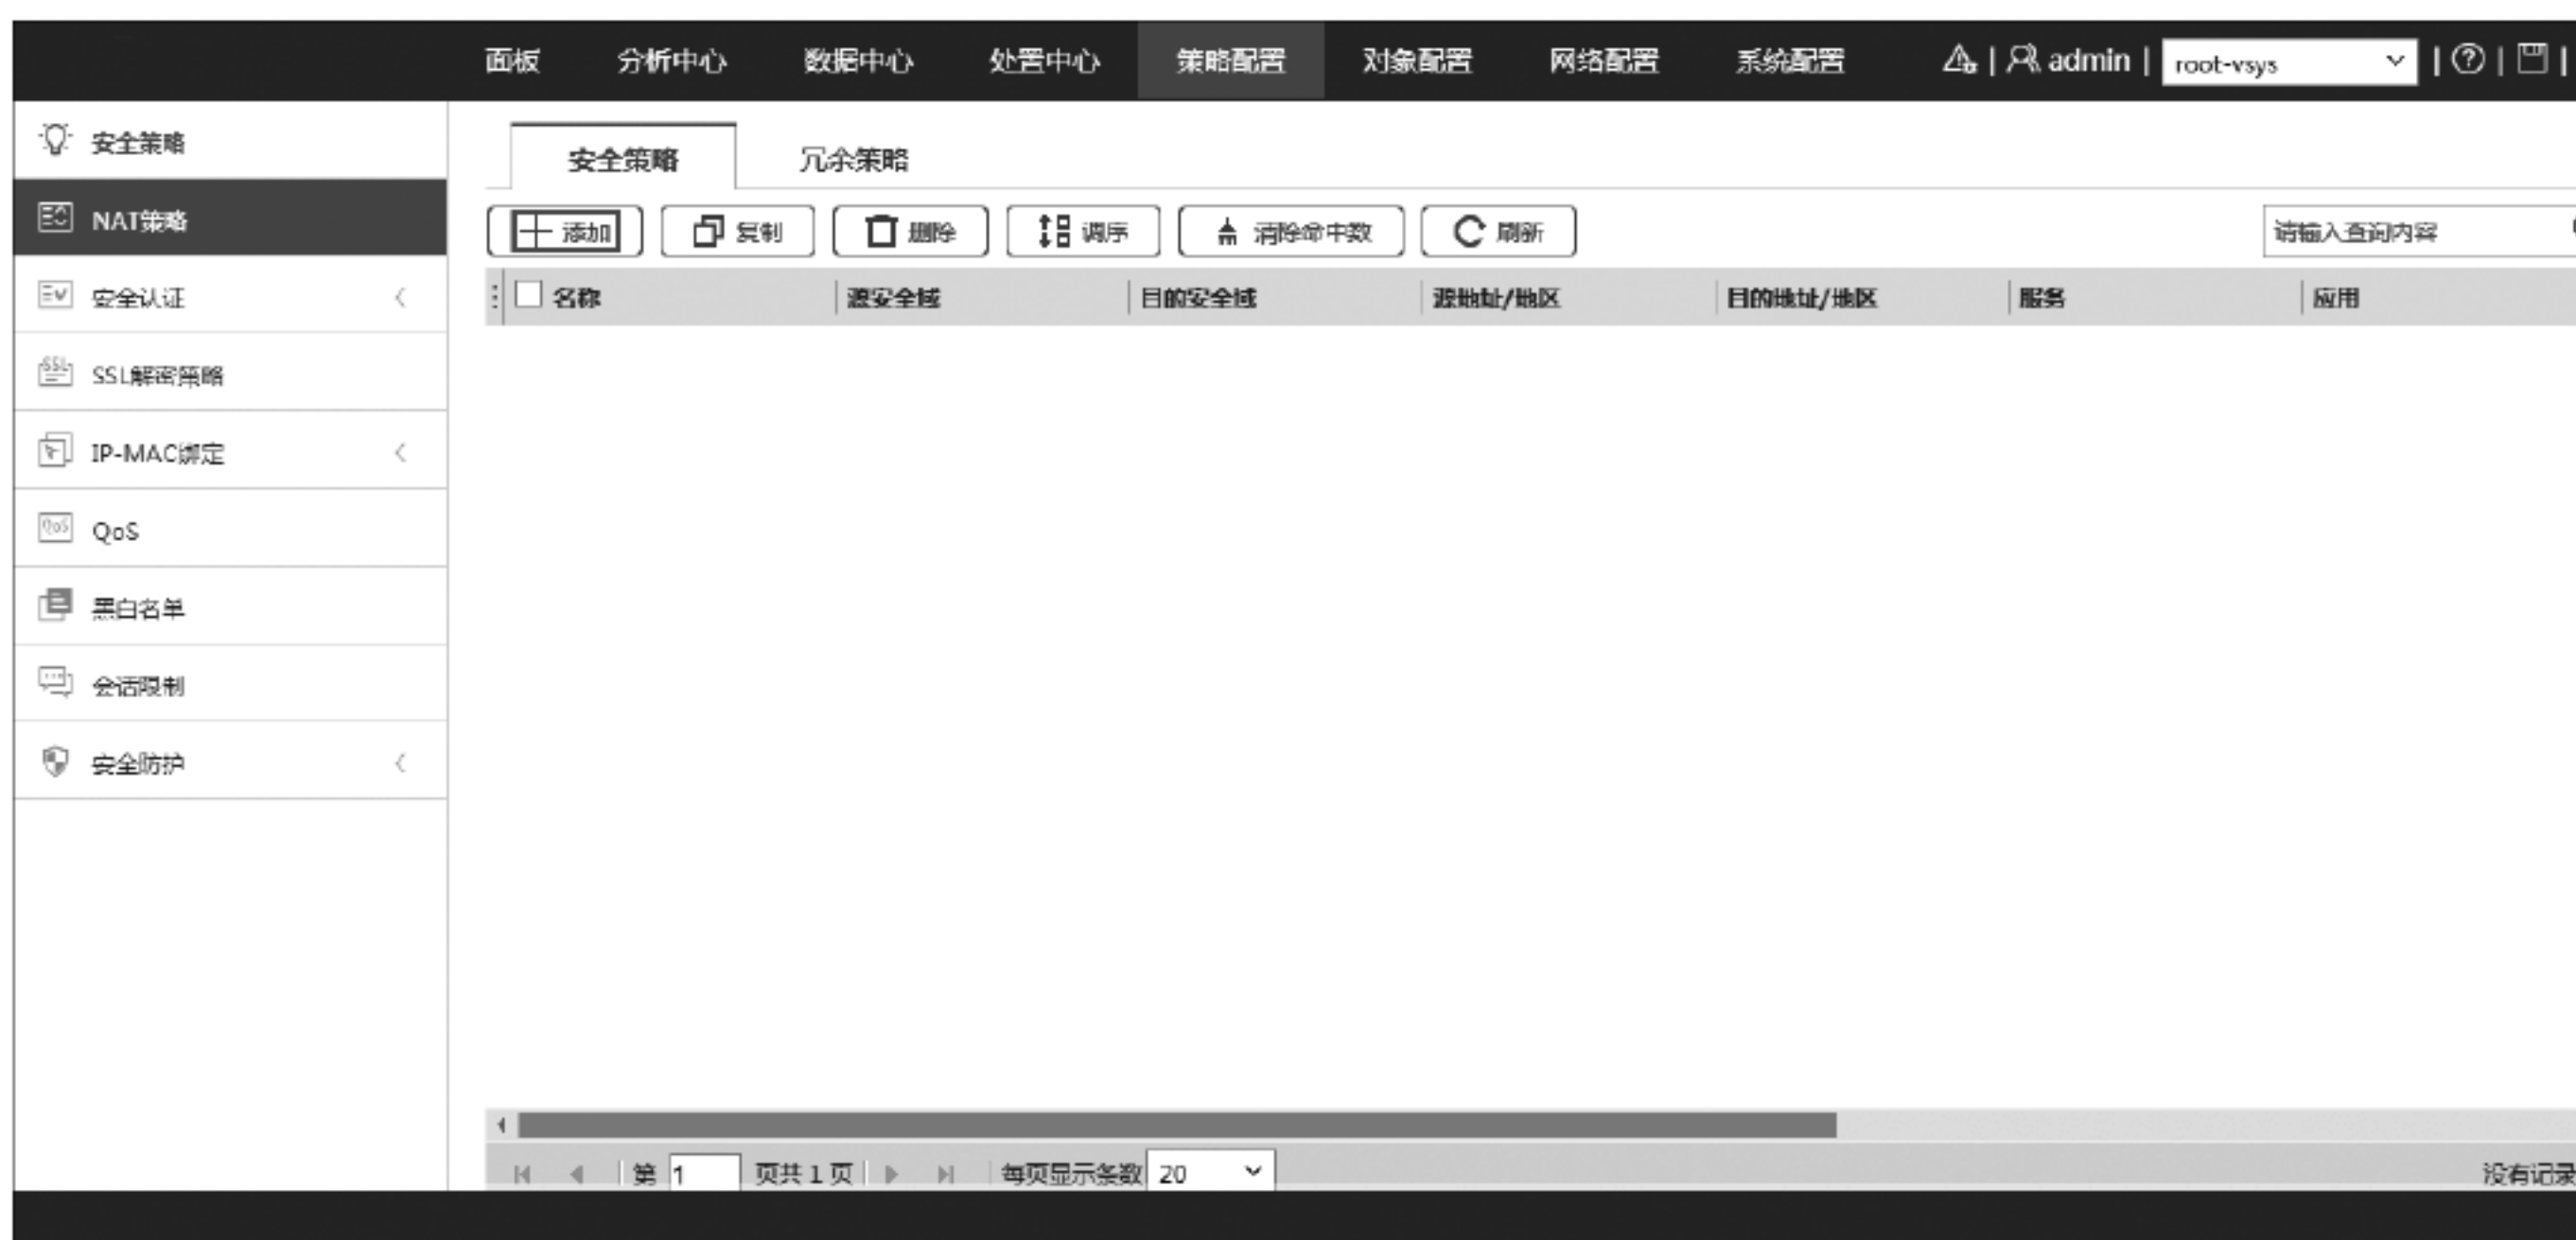 面板 分析中心 数据中心 处置中心 策略配置 对象配置 网络配置 系统配置 | admin | root-vsys | | |
安全策略
NAT策略
安全认证
SSL解密策略
IP-MAC绑定
QoS
黑白名单
会话限制
安全防护
安全策略 冗余策略
添加 复制 删除 调序 清除命中数 刷新 请输入查询内容
名称 源安全域 目的安全域 源地址/地区 目的地址/地区 服务 应用
第 1 页共 1 页 每页显示条数 20 没有记录